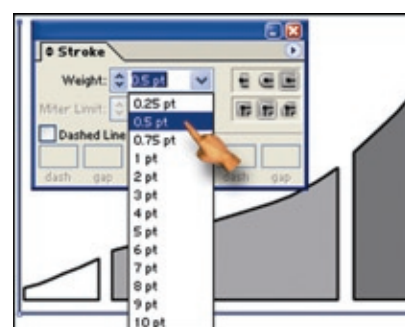 Stroke
Weight: 0.5 pt
Miter Limit:
0.25 pt
0.5 pt
Dashed Line
0.75 pt
1 pt
2 pt
dash gap dash gap
3 pt
4 pt
5 pt
6 pt
7 pt
8 pt
9 pt
10 pt